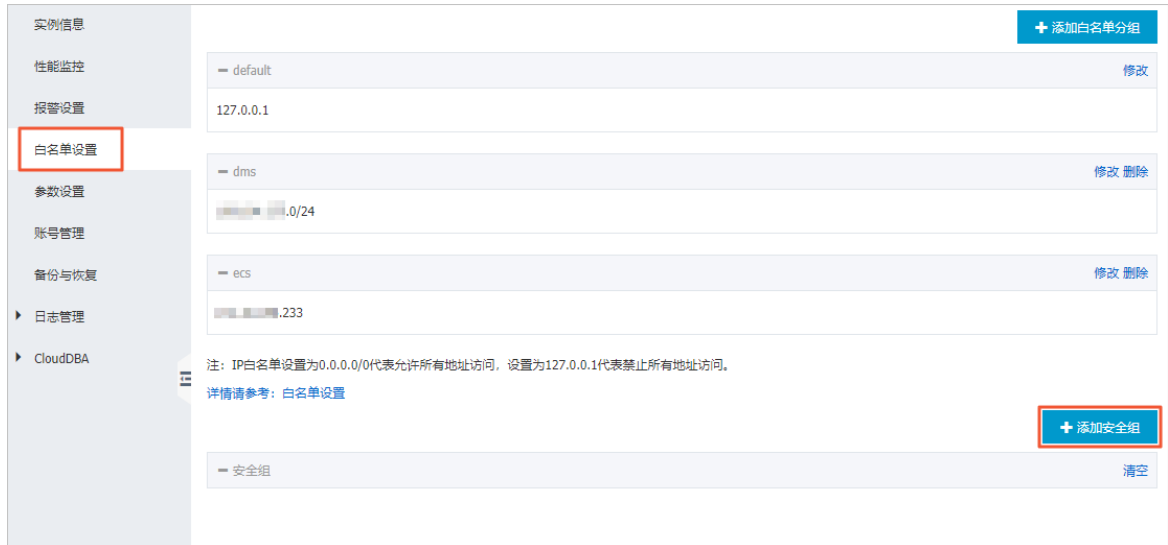 实例信息
性能监控
报警设置
白名单设置
参数设置
账号管理
备份与恢复
日志管理
CloudDBA
添加白名单分组
default 修改
127.0.0.1
dms 修改 删除
.0/24
ecs 修改 删除
.233
注：IP白名单设置为0.0.0.0/0代表允许所有地址访问，设置为127.0.0.1代表禁止所有地址访问。
详情请参考：白名单设置
添加安全组
安全组 清空